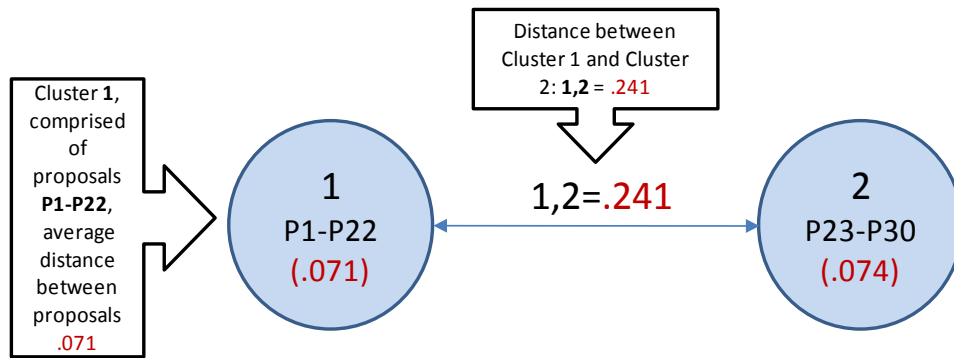 Distance between
Cluster 1 and Cluster
2: 1,2 = .241
Cluster 1,
comprised
of
proposals
P1-P22,
average
distance
between
proposals
.071
1
P1-P22
(.071)
1,2=.241
2
P23-P30
(.074)